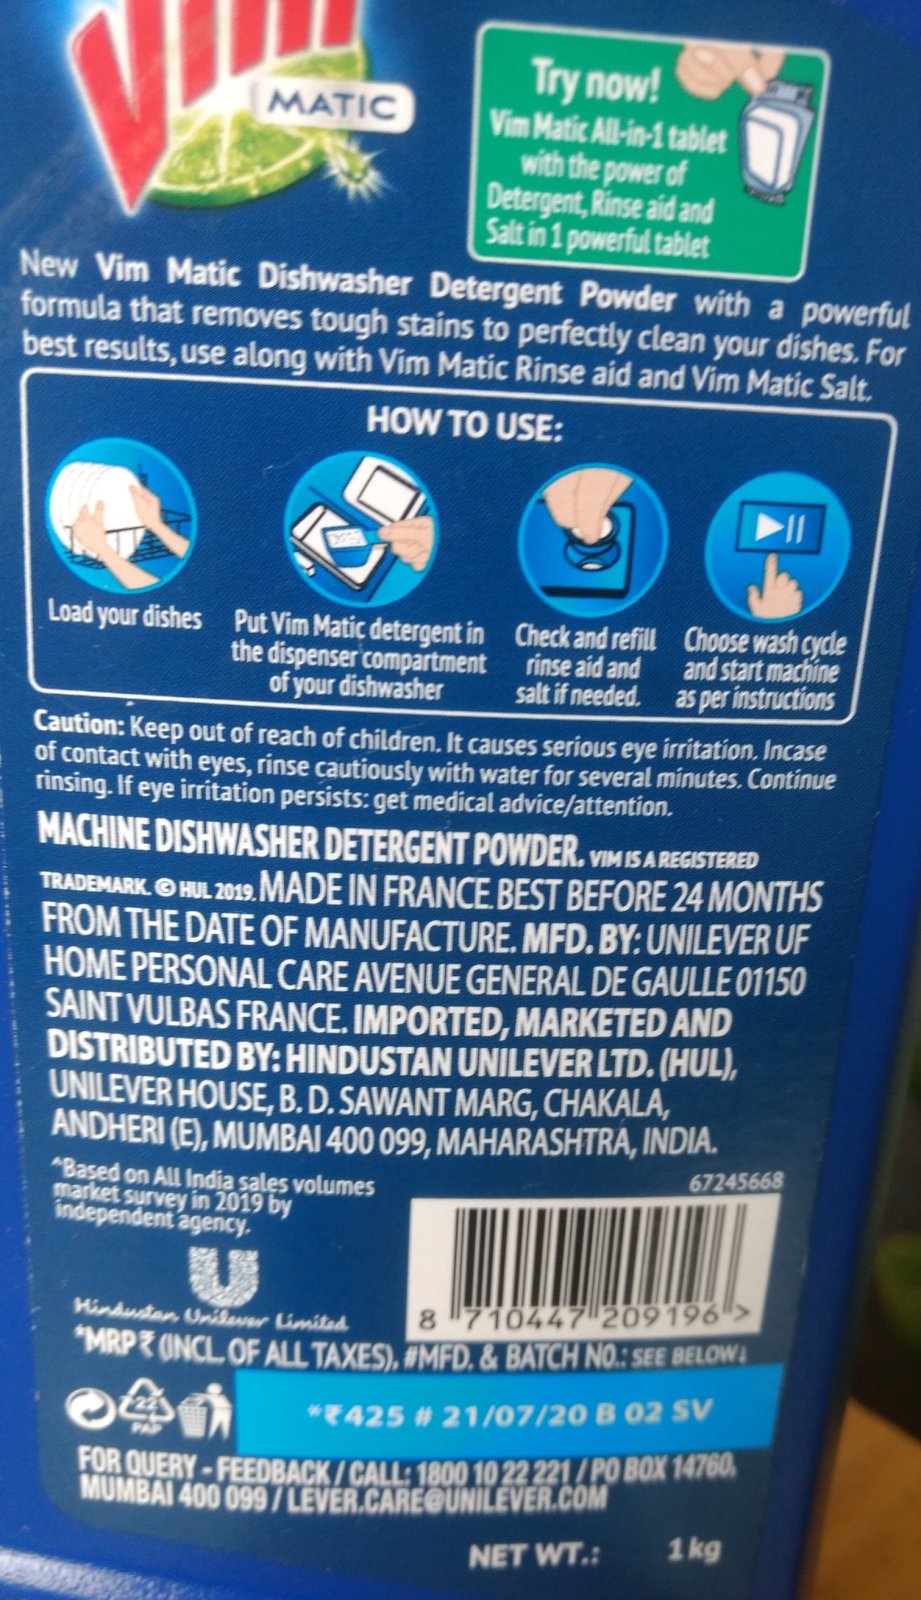 Vim
MATIC
Try now!
Vim Matic All-in-1 tablet
with the power of
Detergent, Rinse aid and
Salt in 1 powerful tablet
New Vim Matic Dishwasher Detergent Powder with a powerful
formula that removes tough stains to perfectly clean your dishes. For
best results, use along with Vim Matic Rinse aid and Vim Matic Salt.
HOW TO USE:
Load your dishes
Put Vim Matic detergent in
the dispenser compartment
of your dishwasher
Check and refill
rinse aid and
salt if needed.
Choose wash cycle
and start machine
as per instructions
Caution: Keep out of reach of children. It causes serious eye irritation. Incase
of contact with eyes, rinse cautiously with water for several minutes. Continue
rinsing. If eye irritation persists: get medical advice/attention.
MACHINE DISHWASHER DETERGENT POWDER. VIM IS A REGISTERED
TRADEMARK. © HUL 2019. MADE IN FRANCE. BEST BEFORE 24 MONTHS
FROM THE DATE OF MANUFACTURE. MFD. BY: UNILEVER UF
HOME PERSONAL CARE AVENUE GENERAL DE GAULLE 01150
SAINT VULBAS FRANCE. IMPORTED, MARKETED AND
DISTRIBUTED BY: HINDUSTAN UNILEVER LTD. (HUL),
UNILEVER HOUSE, B. D. SAWANT MARG, CHAKALA,
ANDHERI (E), MUMBAI 400 099, MAHARASHTRA, INDIA.
^Based on All India sales volumes
market survey in 2019 by
independent agency.
67245668
8 710447 209196 >
Hindustan Unilever Limited
*MRP ₹ (INCL. OF ALL TAXES), #MFD. & BATCH NO.: SEE BELOW↓
22
PAP
*₹425 # 21/07/20 B 02 SV
FOR QUERY - FEEDBACK / CALL: 1800 10 22 221 / PO BOX 14760,
MUMBAI 400 099 / LEVER.CARE@UNILEVER.COM
NET WT.: 1 kg